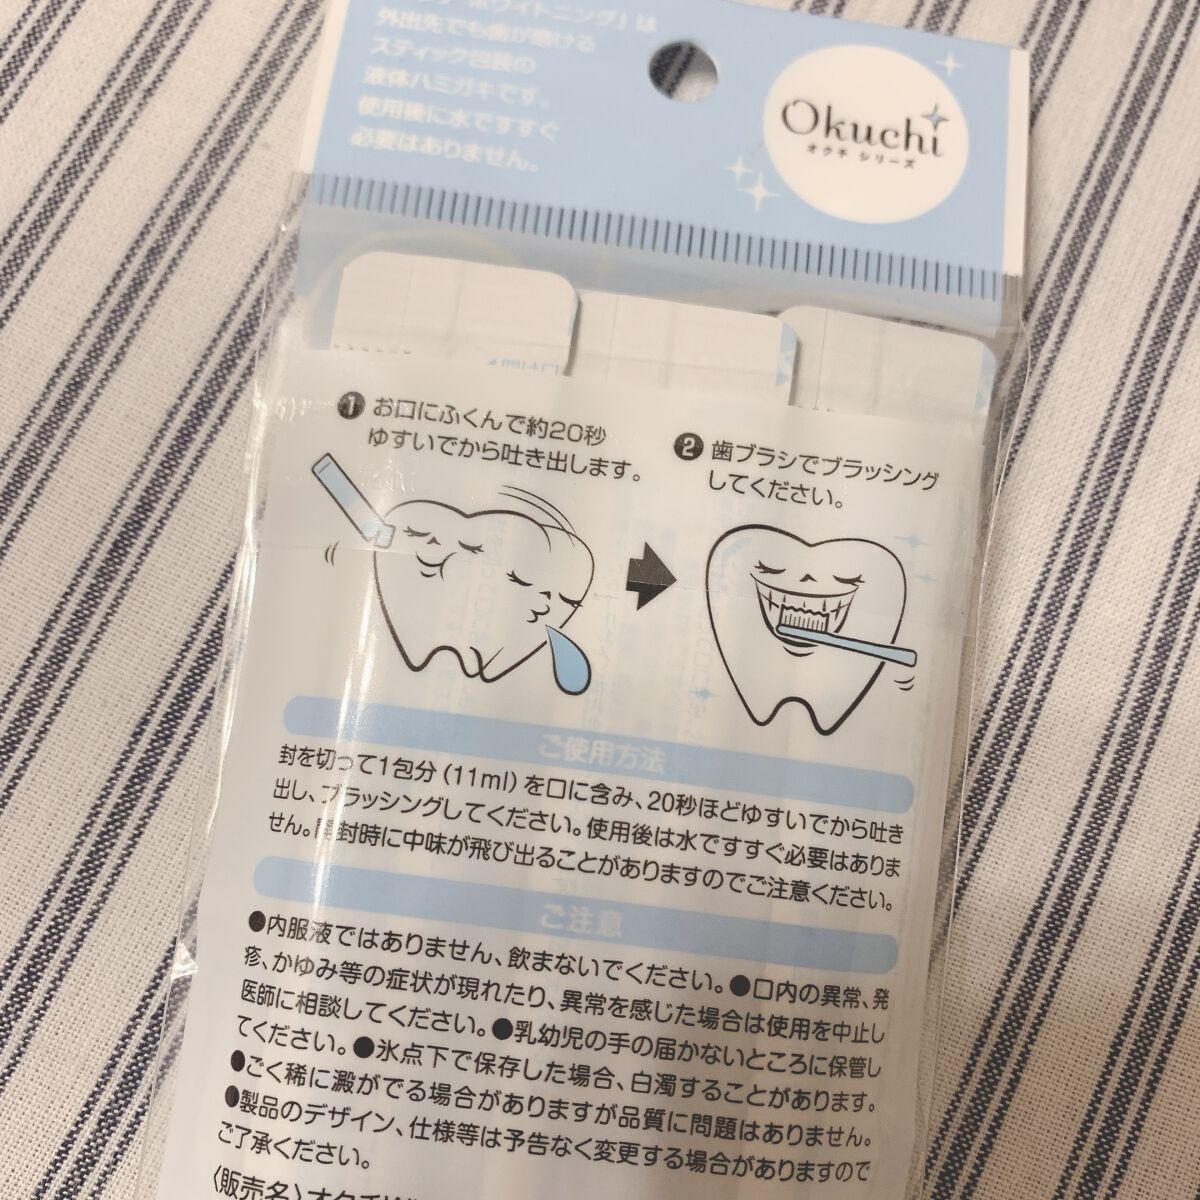 ホワイトニング」は
外出先でも歯が磨ける
スティック包装の
液体ハミガキです。
使用後に水ですすぐ
必要はありません。
Okuchi
オクチ シリーズ
❶ お口にふくんで約20秒
ゆすいでから吐き出します。
❷ 歯ブラシでブラッシング
してください。
ご使用方法
封を切って1包分(11ml)を口に含み、20秒ほどゆすいでから吐き
出し、ブラッシングしてください。使用後は水ですすぐ必要はありま
せん。開封時に中味が飛び出ることがありますのでご注意ください。
ご注意
●内服液ではありません、飲まないでください。●口内の異常、発
疹、かゆみ等の症状が現れたり、異常を感じた場合は使用を中止し
医師に相談してください。●乳幼児の手の届かないところに保管し
てください。●氷点下で保存した場合、白濁することがあります。
●ごく稀に澱がでる場合がありますが品質に問題はありません。
●製品のデザイン、仕様等は予告なく変更する場合がありますので
ご了承ください。
〈販売名〉オクチ